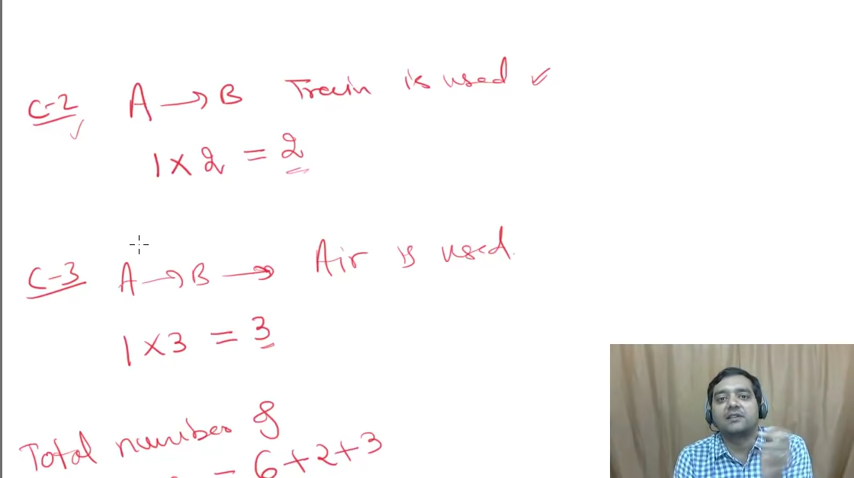 C-2 A → B Train is used ✓
✓
1 × 2 = 2
C-3 A → B → Air is used.
1 × 3 = 3
Total number of
= 6 + 2 + 3